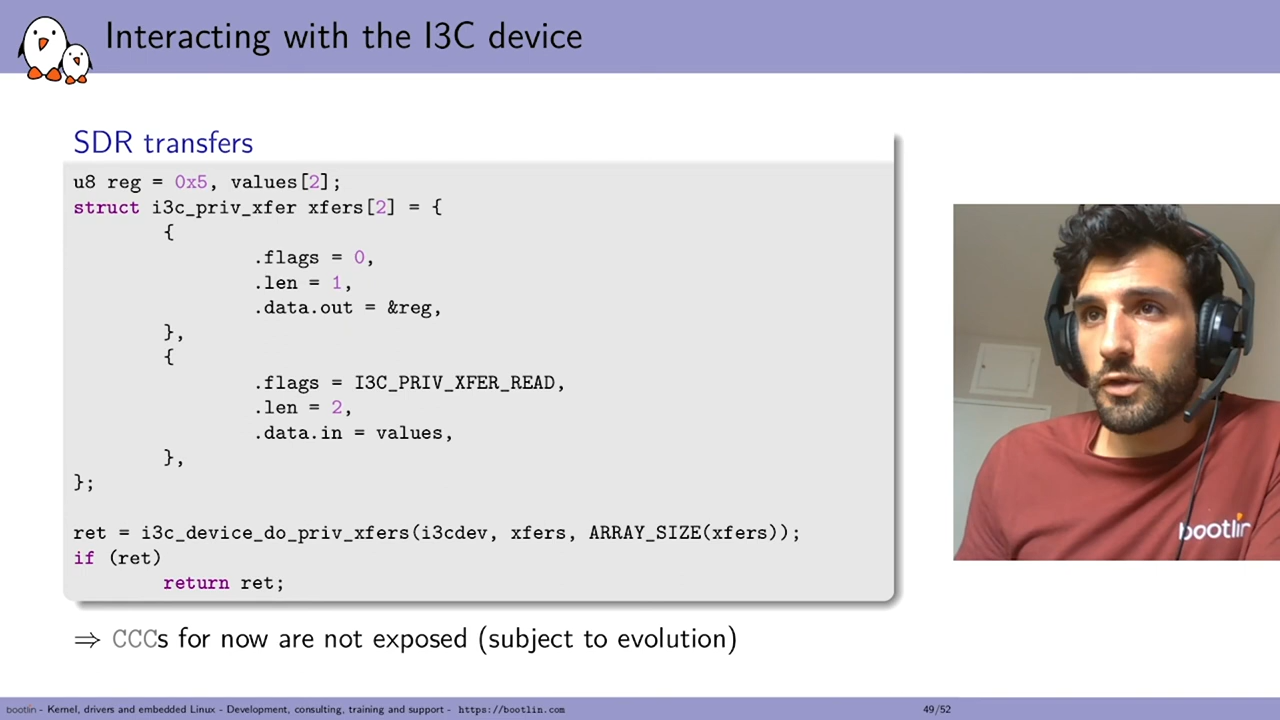 Interacting with the I3C device
SDR transfers
u8 reg = 0x5, values[2];
struct i3c_priv_xfer xfers[2] = {
{
.flags = 0,
.len = 1,
.data.out = &reg,
},
{
.flags = I3C_PRIV_XFER_READ,
.len = 2,
.data.in = values,
},
};
ret = i3c_device_do_priv_xfers(i3cdev, xfers, ARRAY_SIZE(xfers));
if (ret)
return ret;
⇒ CCCs for now are not exposed (subject to evolution)
bootlin
bootlin - Kernel, drivers and embedded Linux - Development, consulting, training and support - https://bootlin.com
49/52